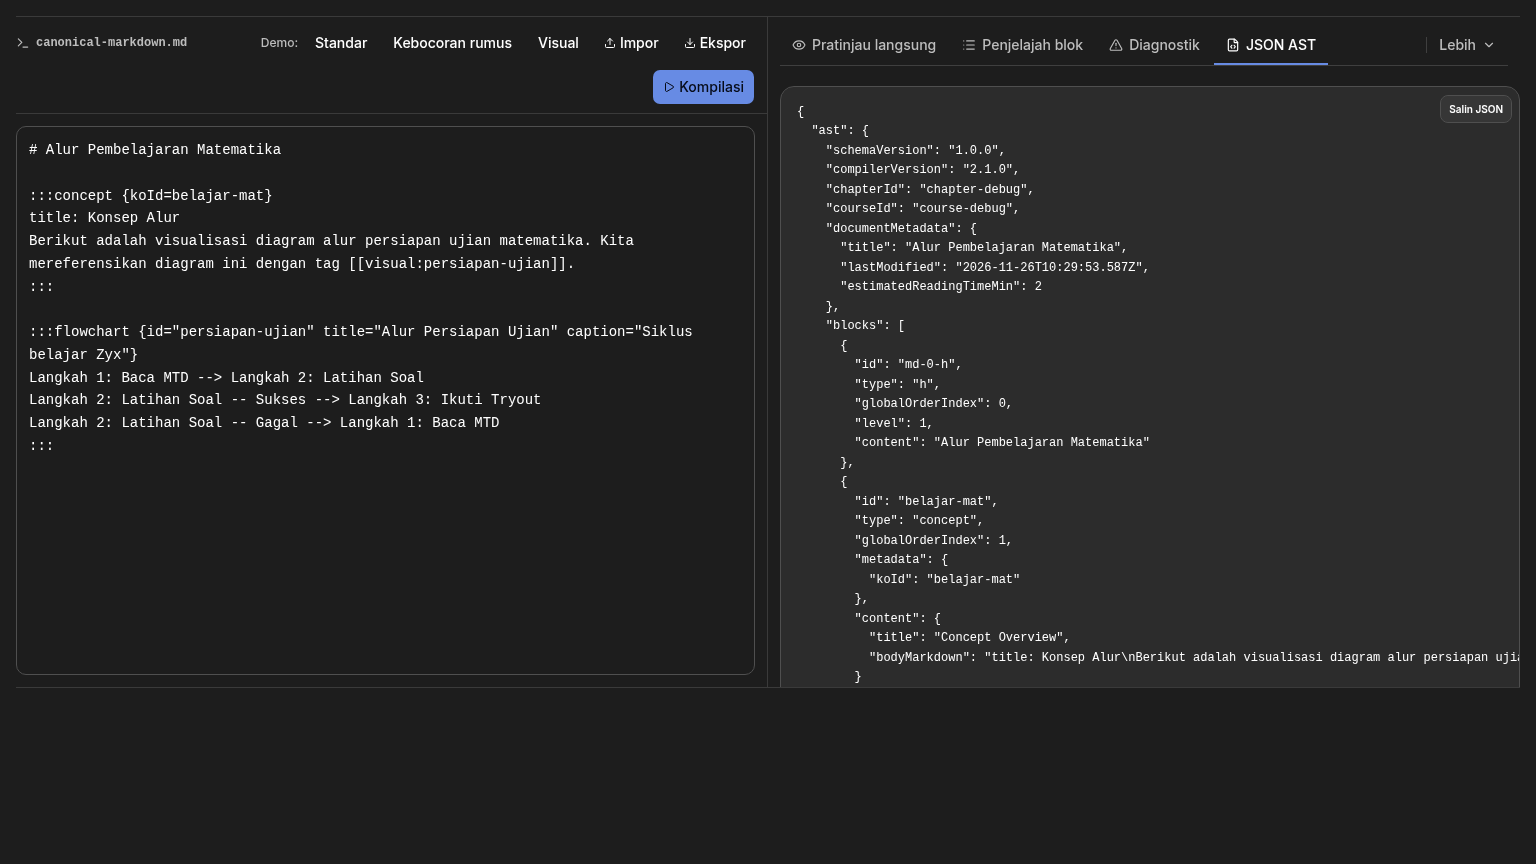 canonical-markdown.md
Demo: Standar Kebocoran rumus Visual Impor Ekspor
Kompilasi
# Alur Pembelajaran Matematika
:::concept {koId=belajar-mat}
title: Konsep Alur
Berikut adalah visualisasi diagram alur persiapan ujian matematika. Kita
mereferensikan diagram ini dengan tag [[visual:persiapan-ujian]].
:::
:::flowchart {id="persiapan-ujian" title="Alur Persiapan Ujian" caption="Siklus
belajar Zyx"}
Langkah 1: Baca MTD --> Langkah 2: Latihan Soal
Langkah 2: Latihan Soal -- Sukses --> Langkah 3: Ikuti Tryout
Langkah 2: Latihan Soal -- Gagal --> Langkah 1: Baca MTD
:::
Pratinjau langsung Penjelajah blok Diagnostik JSON AST Lebih
Salin JSON
{
"ast": {
"schemaVersion": "1.0.0",
"compilerVersion": "2.1.0",
"chapterId": "chapter-debug",
"courseId": "course-debug",
"documentMetadata": {
"title": "Alur Pembelajaran Matematika",
"lastModified": "2026-11-26T10:29:53.587Z",
"estimatedReadingTimeMin": 2
},
"blocks": [
{
"id": "md-0-h",
"type": "h",
"globalOrderIndex": 0,
"level": 1,
"content": "Alur Pembelajaran Matematika"
},
{
"id": "belajar-mat",
"type": "concept",
"globalOrderIndex": 1,
"metadata": {
"koId": "belajar-mat"
},
"content": {
"title": "Concept Overview",
"bodyMarkdown": "title: Konsep Alur\nBerikut adalah visualisasi diagram alur persiapan
}